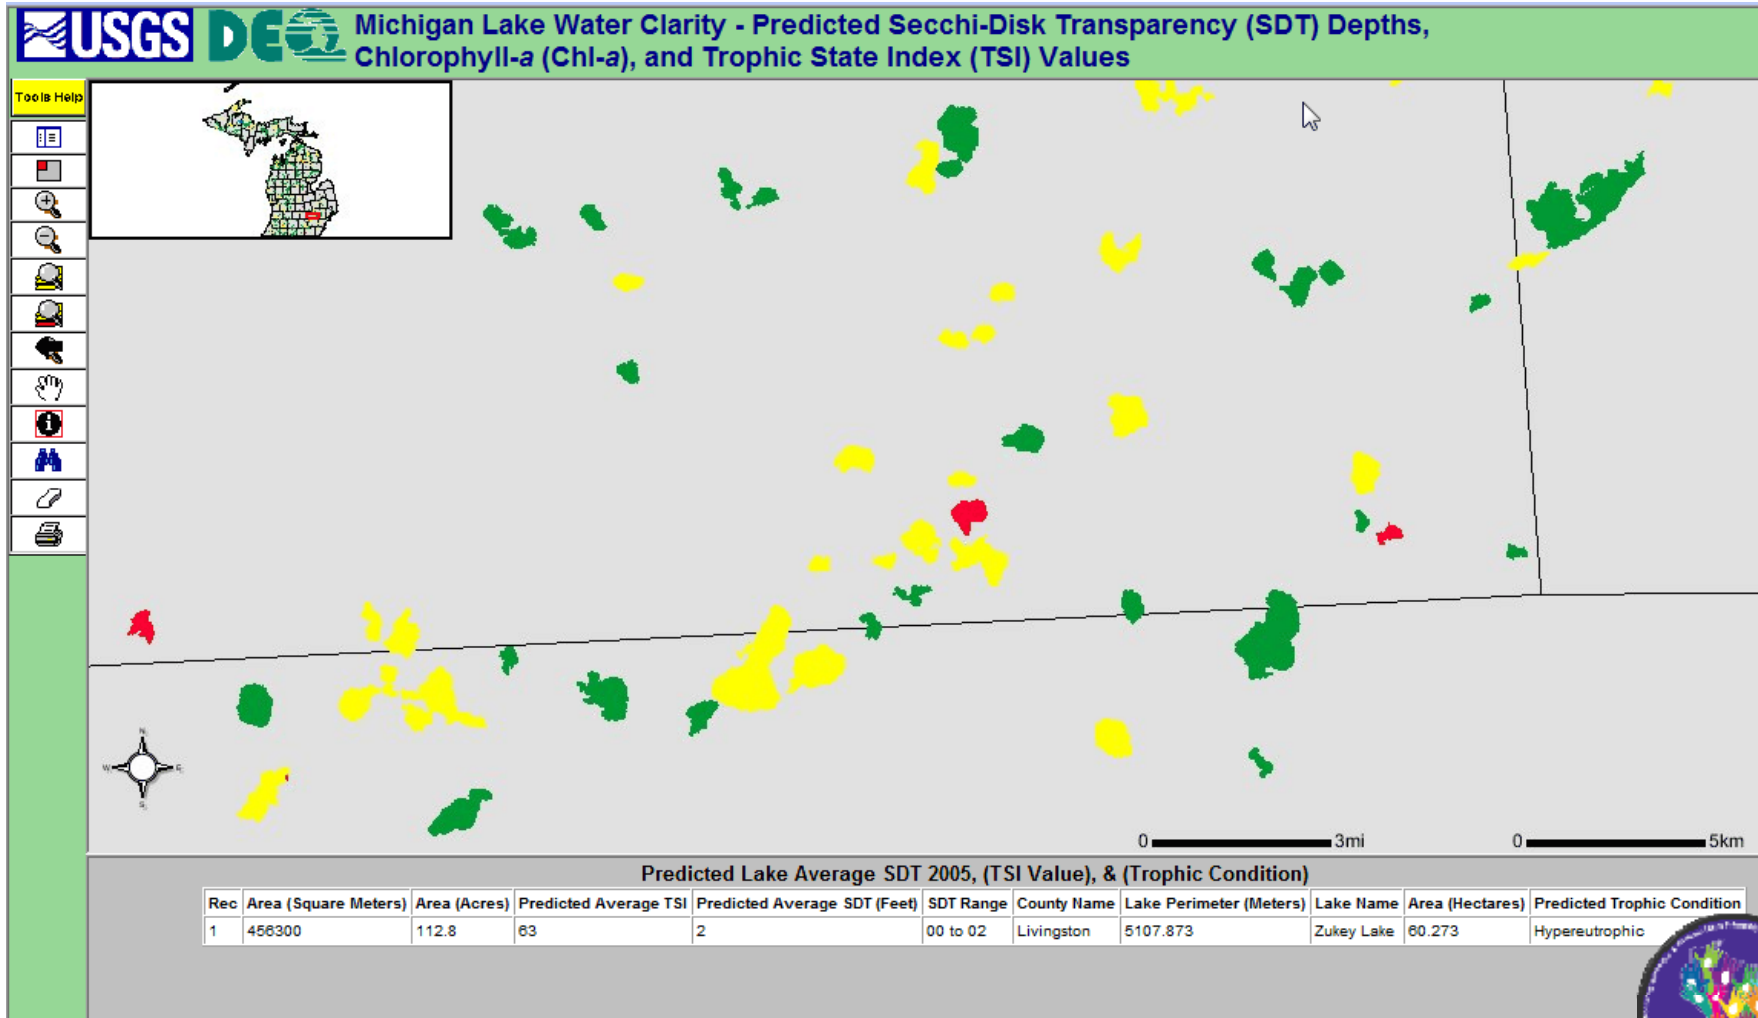 USGS DEQ Michigan Lake Water Clarity - Predicted Secchi-Disk Transparency (SDT) Depths,
Chlorophyll-a (Chl-a), and Trophic State Index (TSI) Values
Tools Help
N
W E
S
0 3mi 0 5km
Predicted Lake Average SDT 2005, (TSI Value), & (Trophic Condition)
Rec Area (Square Meters) Area (Acres) Predicted Average TSI Predicted Average SDT (Feet) SDT Range County Name Lake Perimeter (Meters) Lake Name Area (Hectares) Predicted Trophic Condition
1 456300 112.8 63 2 00 to 02 Livingston 5107.873 Zukey Lake 60.273 Hypereutrophic